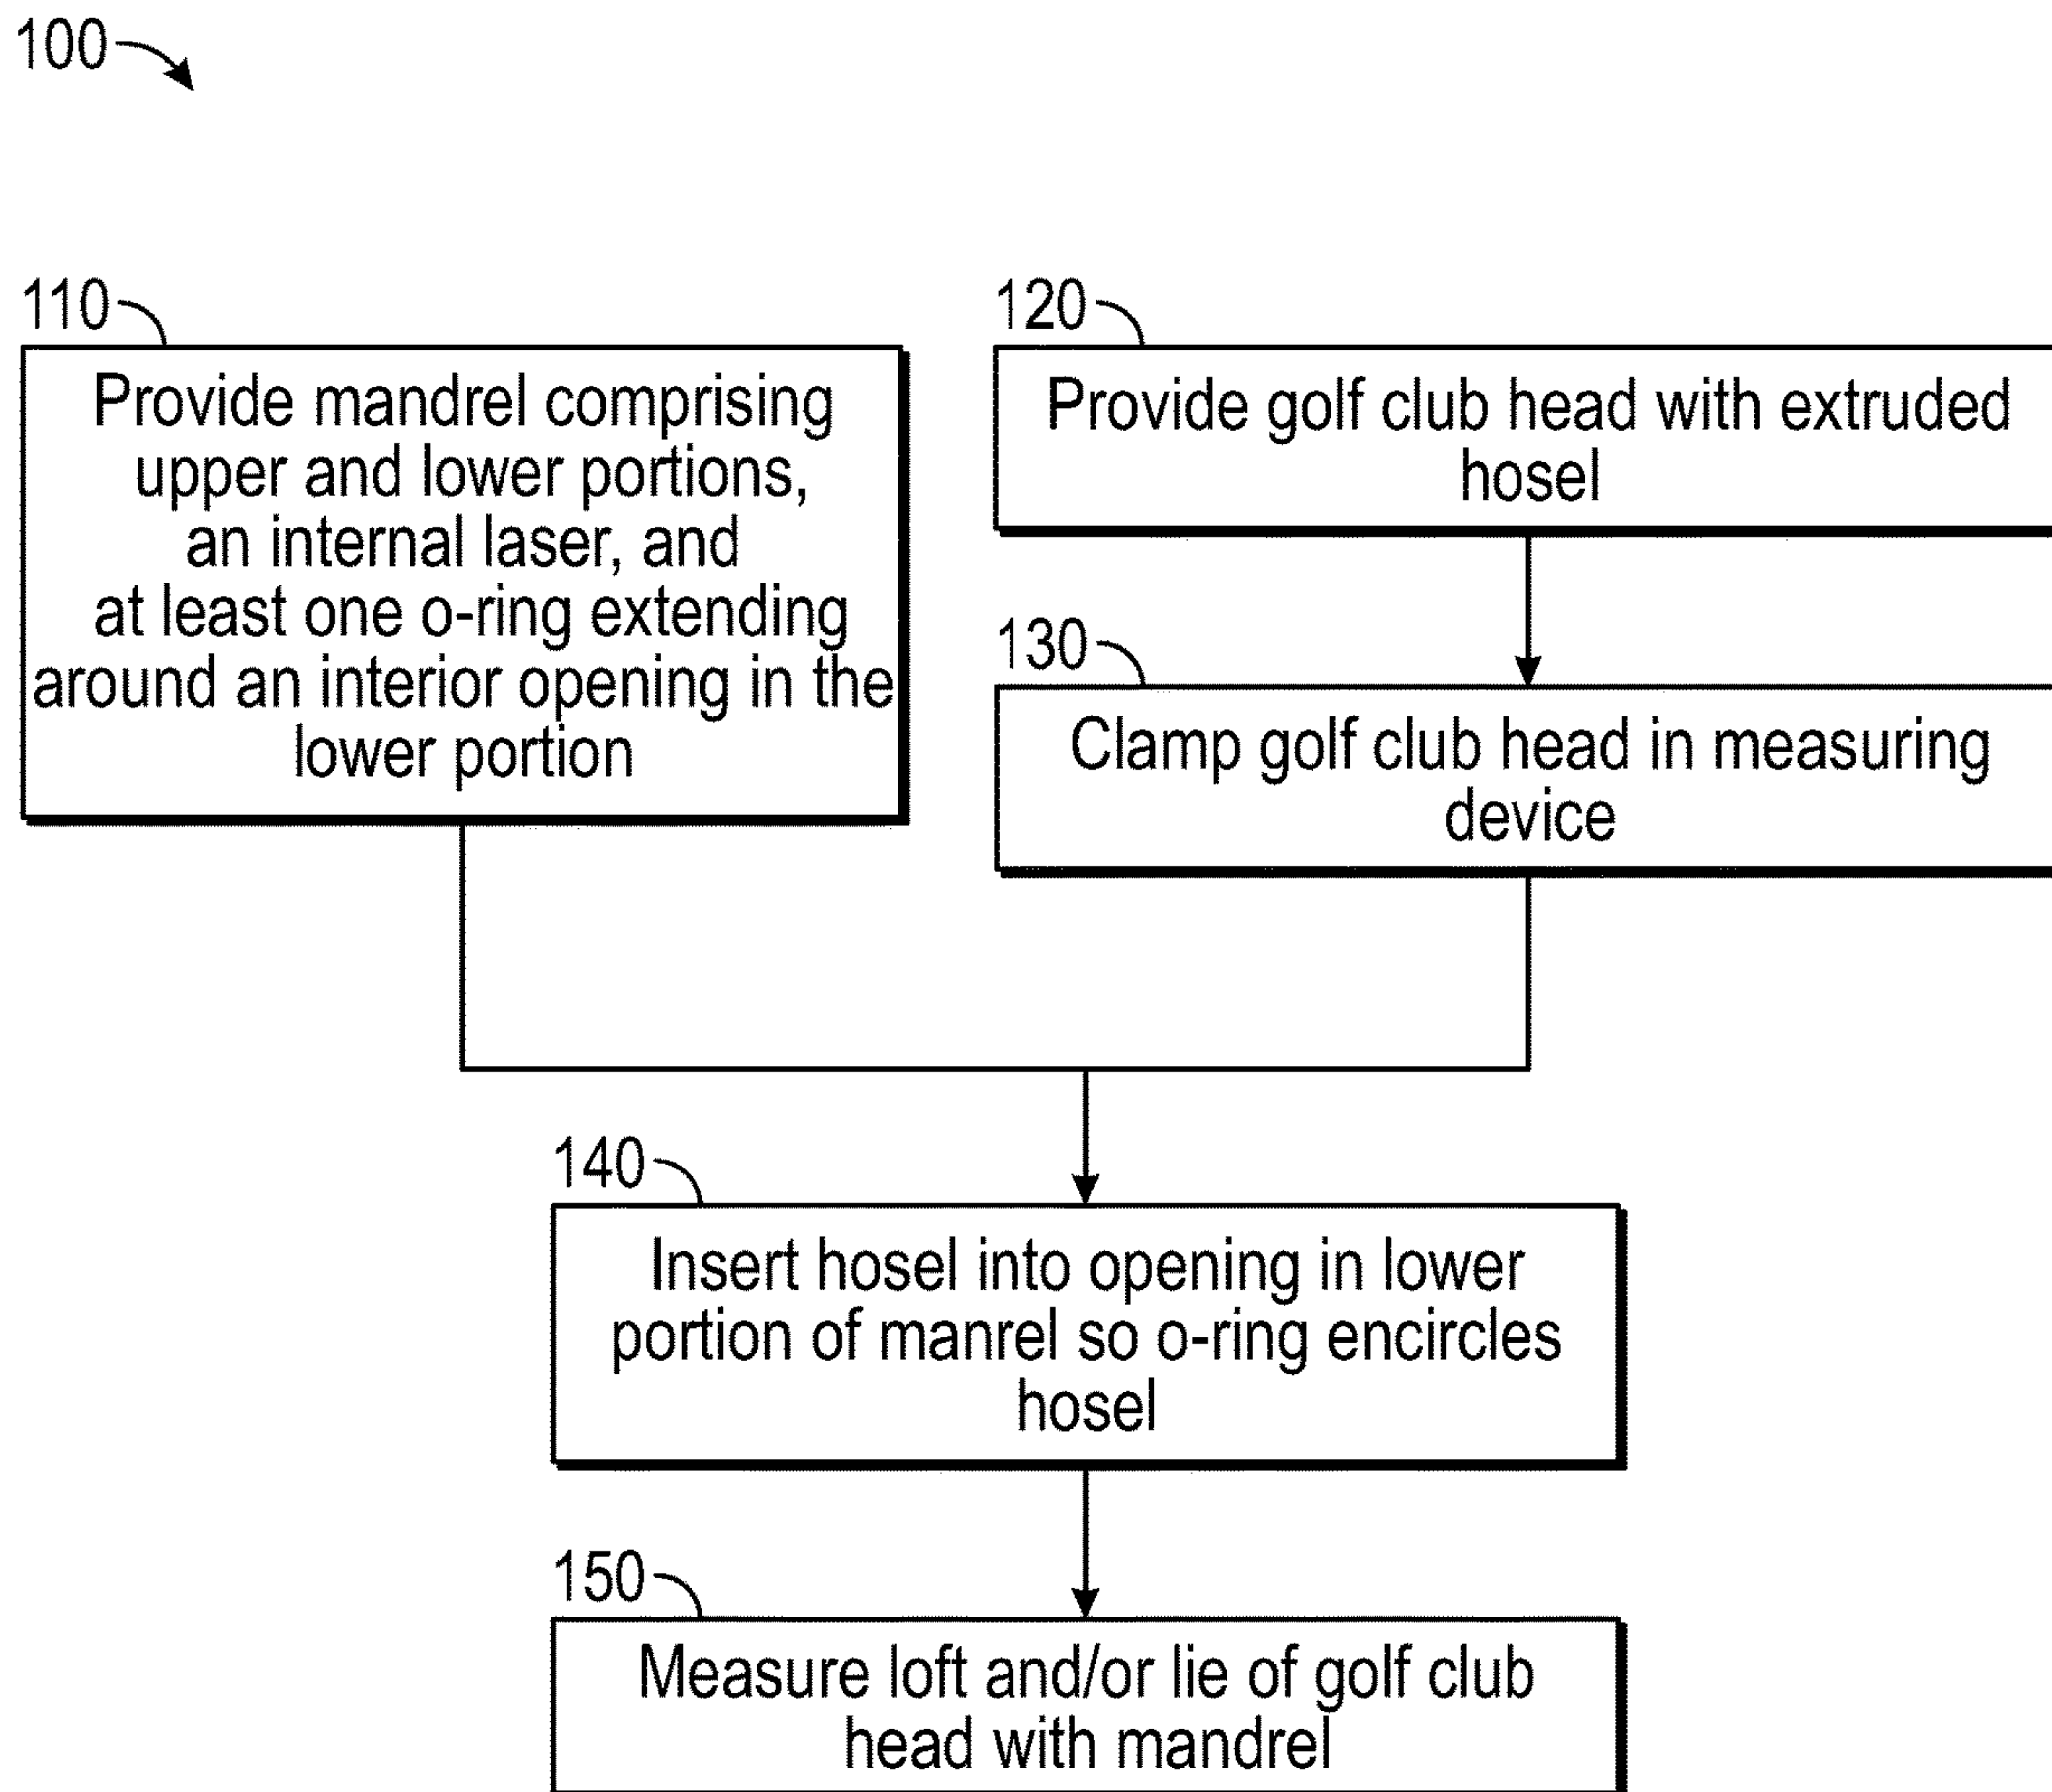 100
110
Provide mandrel comprising
upper and lower portions,
an internal laser, and
at least one o-ring extending
around an interior opening in the
lower portion
120
Provide golf club head with extruded
hosel
130
Clamp golf club head in measuring
device
140
Insert hosel into opening in lower
portion of manrel so o-ring encircles
hosel
150
Measure loft and/or lie of golf club
head with mandrel